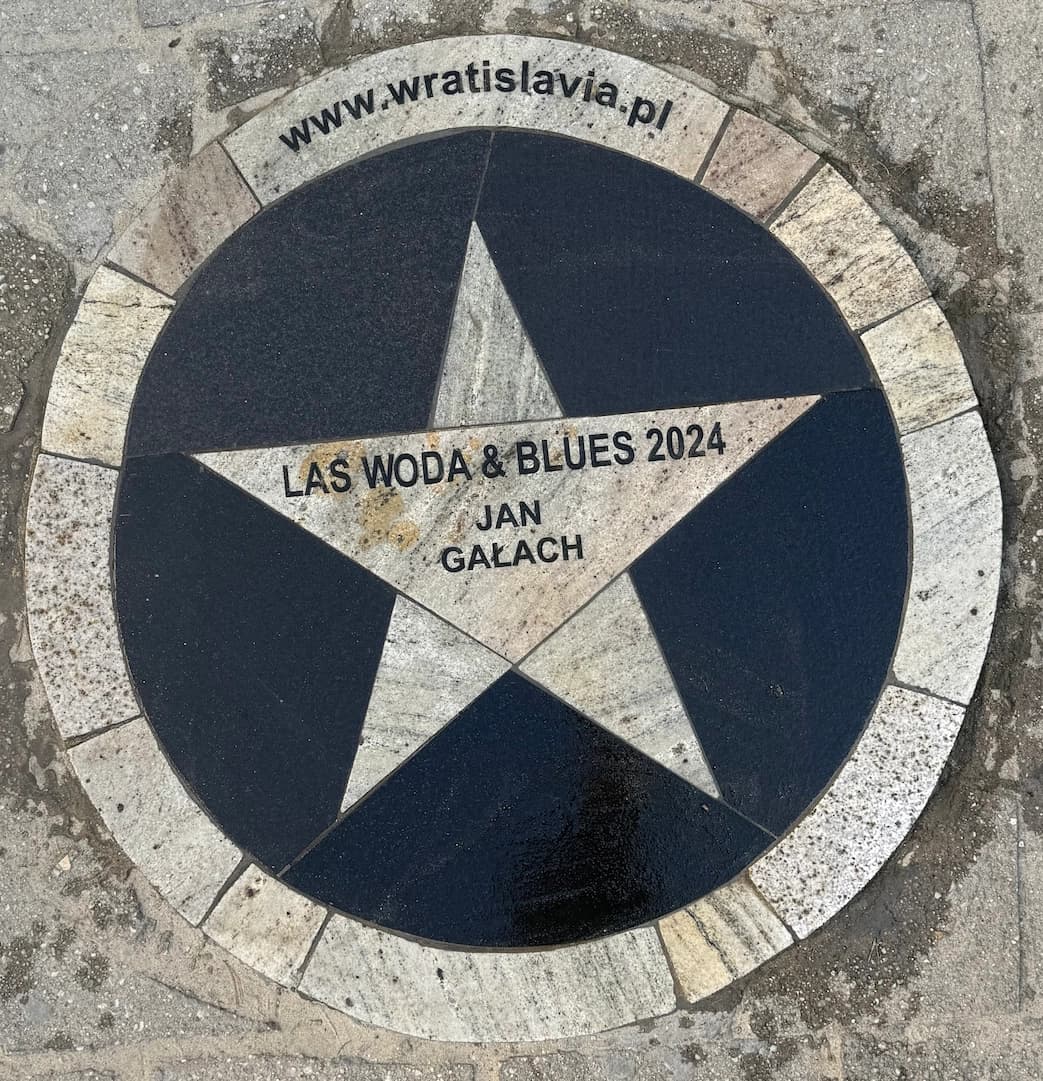 www.wratislavia.pl
LAS WODA & BLUES 2024
JAN
GAŁACH